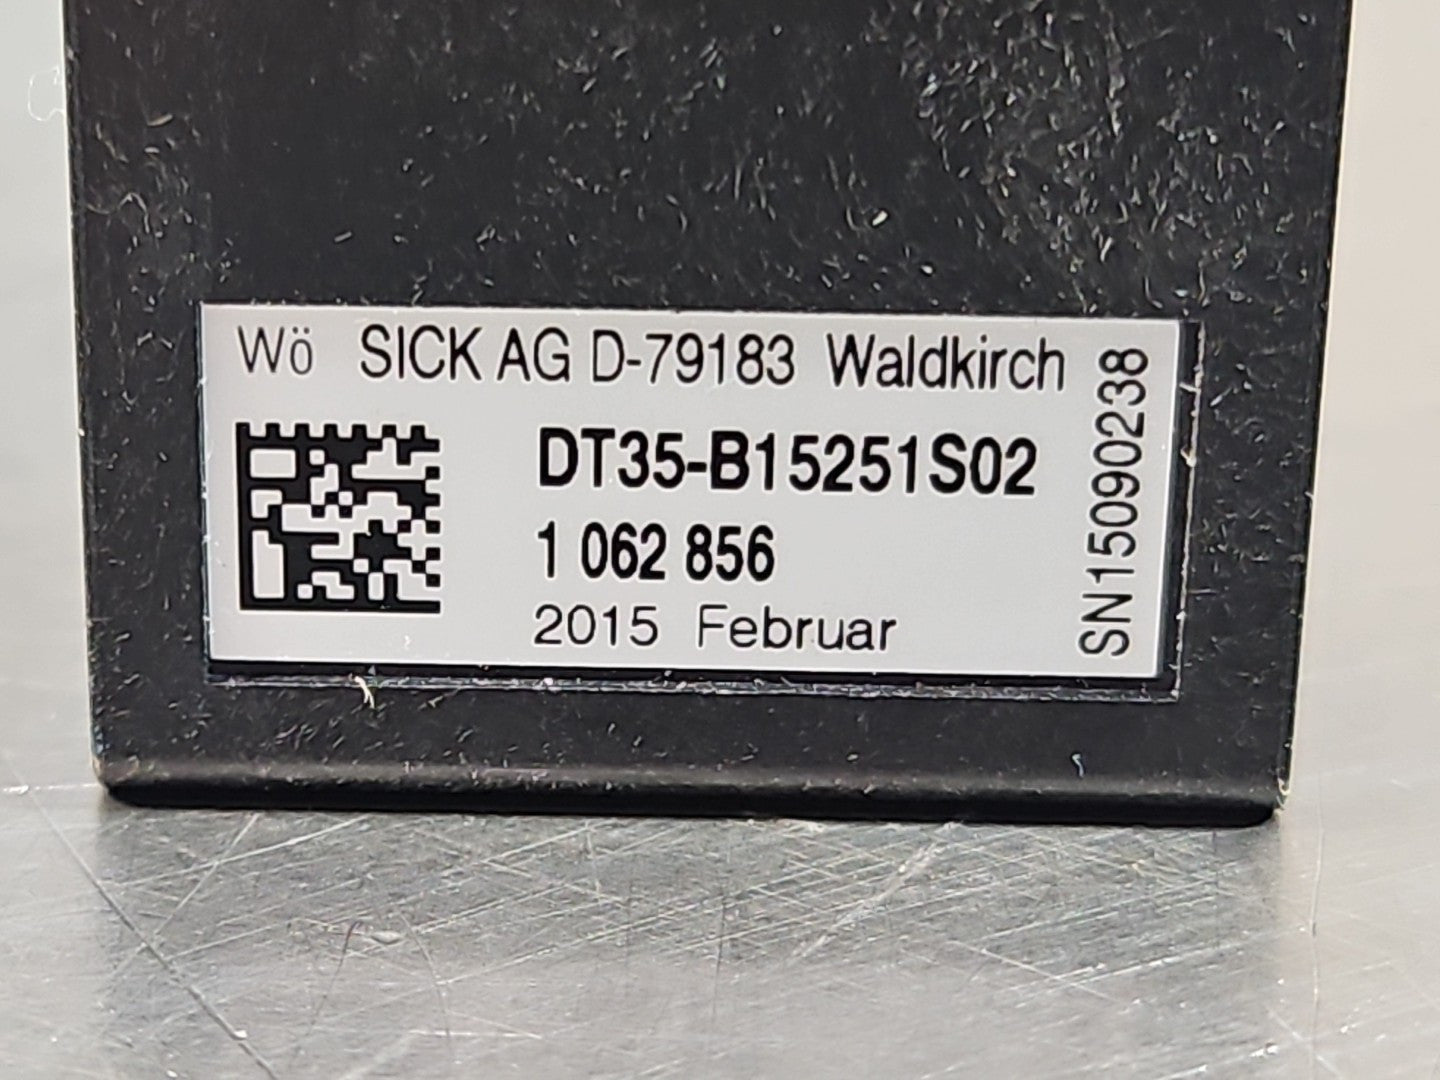 Wö SICK AG D-79183 Waldkirch
DT35-B15251S02
1 062 856
2015 Februar
SN15090238